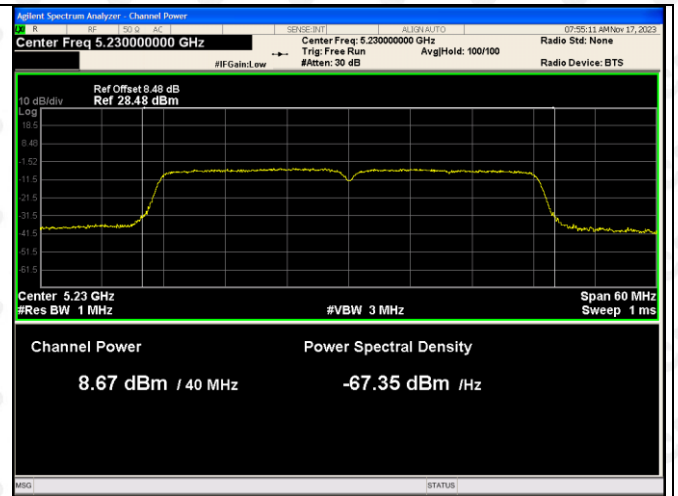 Agilent Spectrum Analyzer - Channel Power
R RF 50 Ω AC SENSE:INT ALIGNAUTO 07:55:11 AM Nov 17, 2023
Center Freq 5.230000000 GHz
Center Freq: 5.230000000 GHz
Radio Std: None
Trig: Free Run Avg|Hold: 100/100
#IFGain:Low #Atten: 30 dB Radio Device: BTS
Ref Offset 8.48 dB
10 dB/div Ref 28.48 dBm
Log
18.5
8.48
-1.52
-11.5
-21.5
-31.5
-41.5
-51.5
-61.5
Center 5.23 GHz Span 60 MHz
#Res BW 1 MHz #VBW 3 MHz Sweep 1 ms
Channel Power Power Spectral Density
8.67 dBm / 40 MHz -67.35 dBm /Hz
MSG STATUS